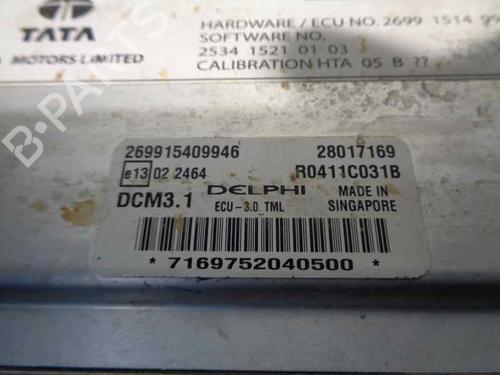 HARDWARE / ECU NO. 2699 1514 99
TATA
SOFTWARE NO.
2534 1521 01 03
MOTORS LIMITED
CALIBRATION HTA 05 B ??
B-PARTS
269915409946 28017169
e13 02 2464 R0411C031B
DCM3.1 DELPHI MADE IN
ECU-3.0 TML SINGAPORE
* 7169752040500 *